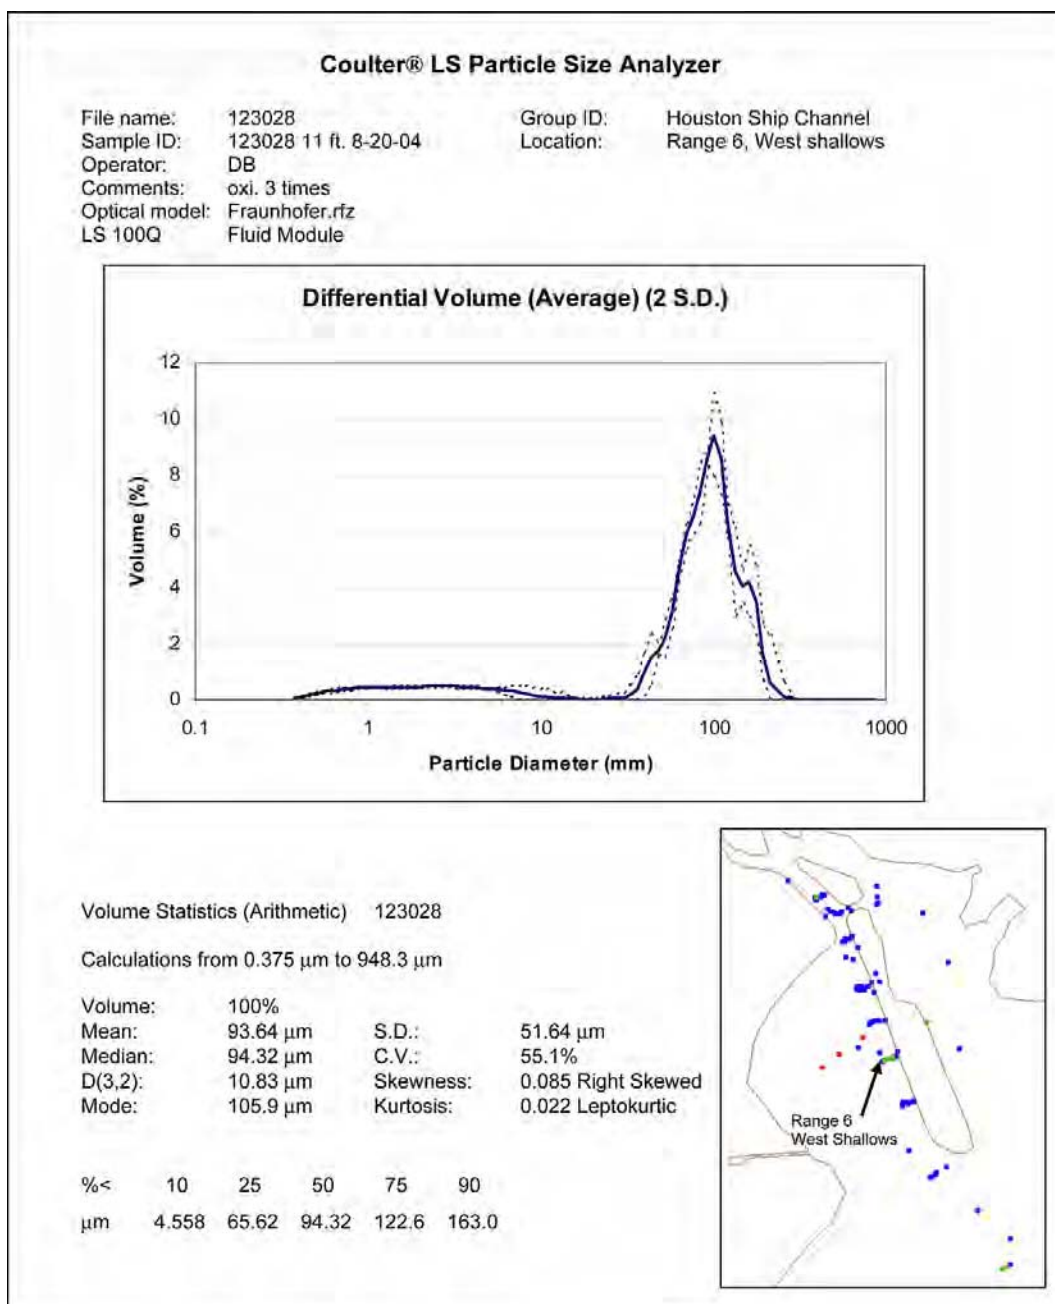 Coulter® LS Particle Size Analyzer
File name: 123028 Group ID: Houston Ship Channel
Sample ID: 123028 11 ft. 8-20-04 Location: Range 6, West shallows
Operator: DB
Comments: oxi. 3 times
Optical model: Fraunhofer.rfz
LS 100Q Fluid Module
Differential Volume (Average) (2 S.D.)
12
10
8
6
4
2
0
Volume (%)
0.1 1 10 100 1000
Particle Diameter (mm)
Volume Statistics (Arithmetic) 123028
Calculations from 0.375 µm to 948.3 µm
Volume: 100%
Mean: 93.64 µm S.D.: 51.64 µm
Median: 94.32 µm C.V.: 55.1%
D(3,2): 10.83 µm Skewness: 0.085 Right Skewed
Mode: 105.9 µm Kurtosis: 0.022 Leptokurtic
%< 10 25 50 75 90
µm 4.558 65.62 94.32 122.6 163.0
Range 6
West Shallows